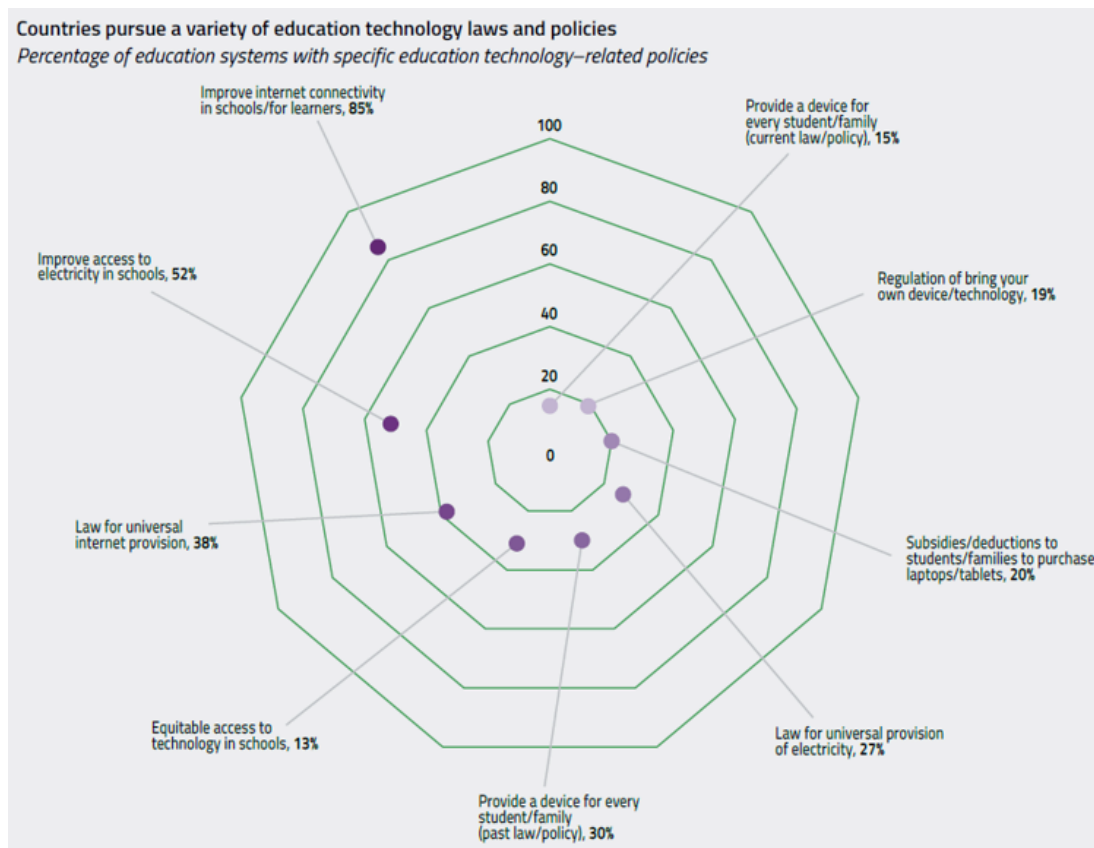 Countries pursue a variety of education technology laws and policies
Percentage of education systems with specific education technology–related policies
Improve internet connectivity
in schools/for learners, 85%
Provide a device for
every student/family
(current law/policy), 15%
100
80
60
40
20
0
Improve access to
electricity in schools, 52%
Regulation of bring your
own device/technology, 19%
Law for universal
internet provision, 38%
Subsidies/deductions to
students/families to purchase
laptops/tablets, 20%
Equitable access to
technology in schools, 13%
Law for universal provision
of electricity, 27%
Provide a device for every
student/family
(past law/policy), 30%